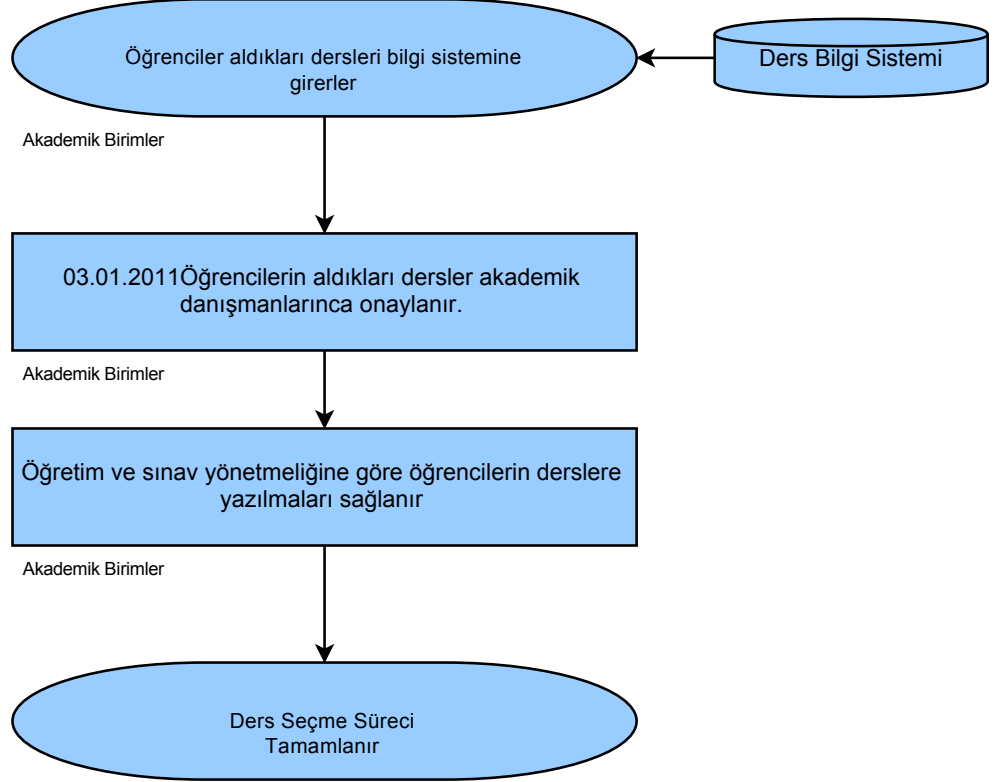 Öğrenciler aldıkları dersleri bilgi sistemine
girerler
Ders Bilgi Sistemi
Akademik Birimler
03.01.2011Öğrencilerin aldıkları dersler akademik
danışmanlarınca onaylanır.
Akademik Birimler
Öğretim ve sınav yönetmeliğine göre öğrencilerin derslere
yazılmaları sağlanır
Akademik Birimler
Ders Seçme Süreci
Tamamlanır